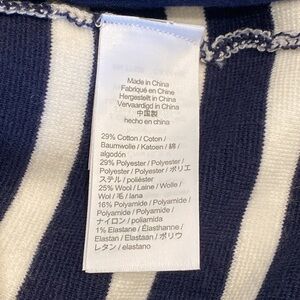 Made in China
Fabriqué en Chine
Hergestellt in China
Vervaardigd in China
中国製
hecho en china
29% Cotton / Coton /
Baumwolle / Katoen / 綿 /
algodón
29% Polyester / Polyester /
Polyester / Polyester / ポリエ
ステル / poliéster
25% Wool / Laine / Wolle /
Wol / 毛 / lana
16% Polyamide / Polyamide /
Polyamide / Polyamide /
ナイロン / poliamida
1% Elastane / Élasthanne /
Elastan / Elastaan / ポリウ
レタン / elastano